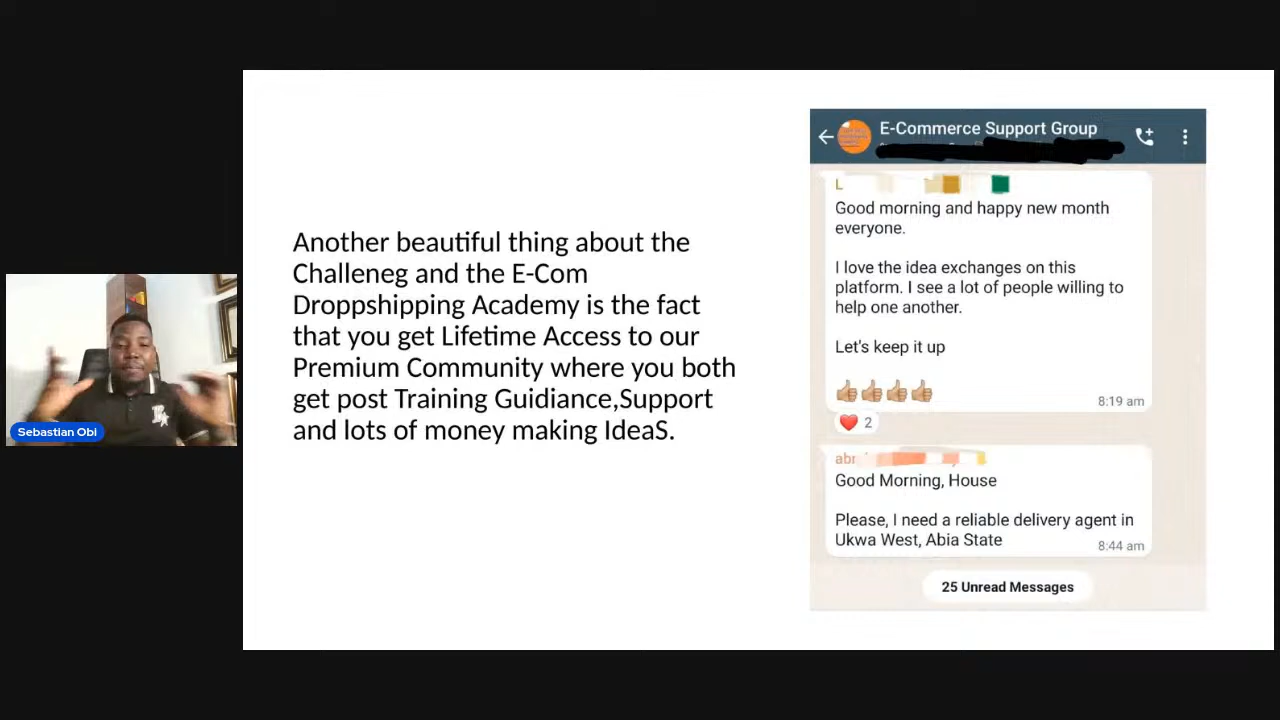 Another beautiful thing about the
Challeneg and the E-Com
Droppshipping Academy is the fact
that you get Lifetime Access to our
Premium Community where you both
get post Training Guidiance,Support
and lots of money making IdeaS.
Sebastian Obi
E-Commerce Support Group
L
Good morning and happy new month
everyone.
I love the idea exchanges on this
platform. I see a lot of people willing to
help one another.
Let's keep it up
👍🏼👍🏼👍🏼👍🏼
8:19 am
❤️ 2
abr
Good Morning, House
Please, I need a reliable delivery agent in
Ukwa West, Abia State
8:44 am
25 Unread Messages